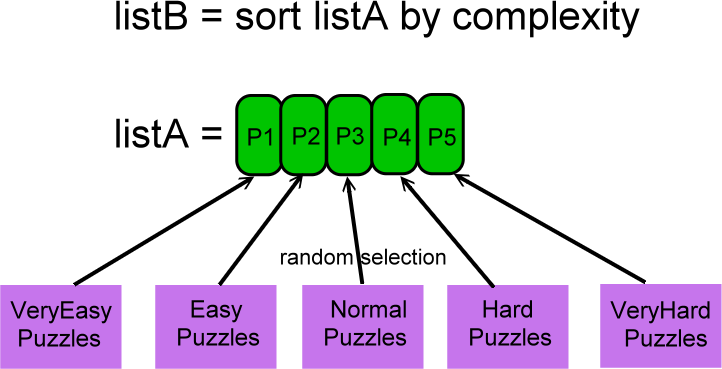 listB = sort listA by complexity
listA =
P1 P2 P3 P4 P5
random selection
VeryEasy
Puzzles
Easy
Puzzles
Normal
Puzzles
Hard
Puzzles
VeryHard
Puzzles